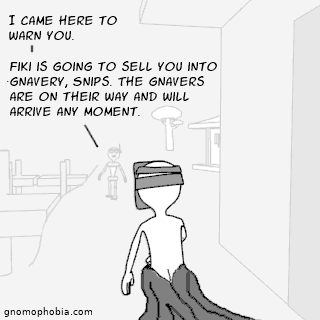 I CAME HERE TO
WARN YOU.
FIKI IS GOING TO SELL YOU INTO
GNAVERY, SNIPS. THE GNAVERS
ARE ON THEIR WAY AND WILL
ARRIVE ANY MOMENT.
gnomophobia.com